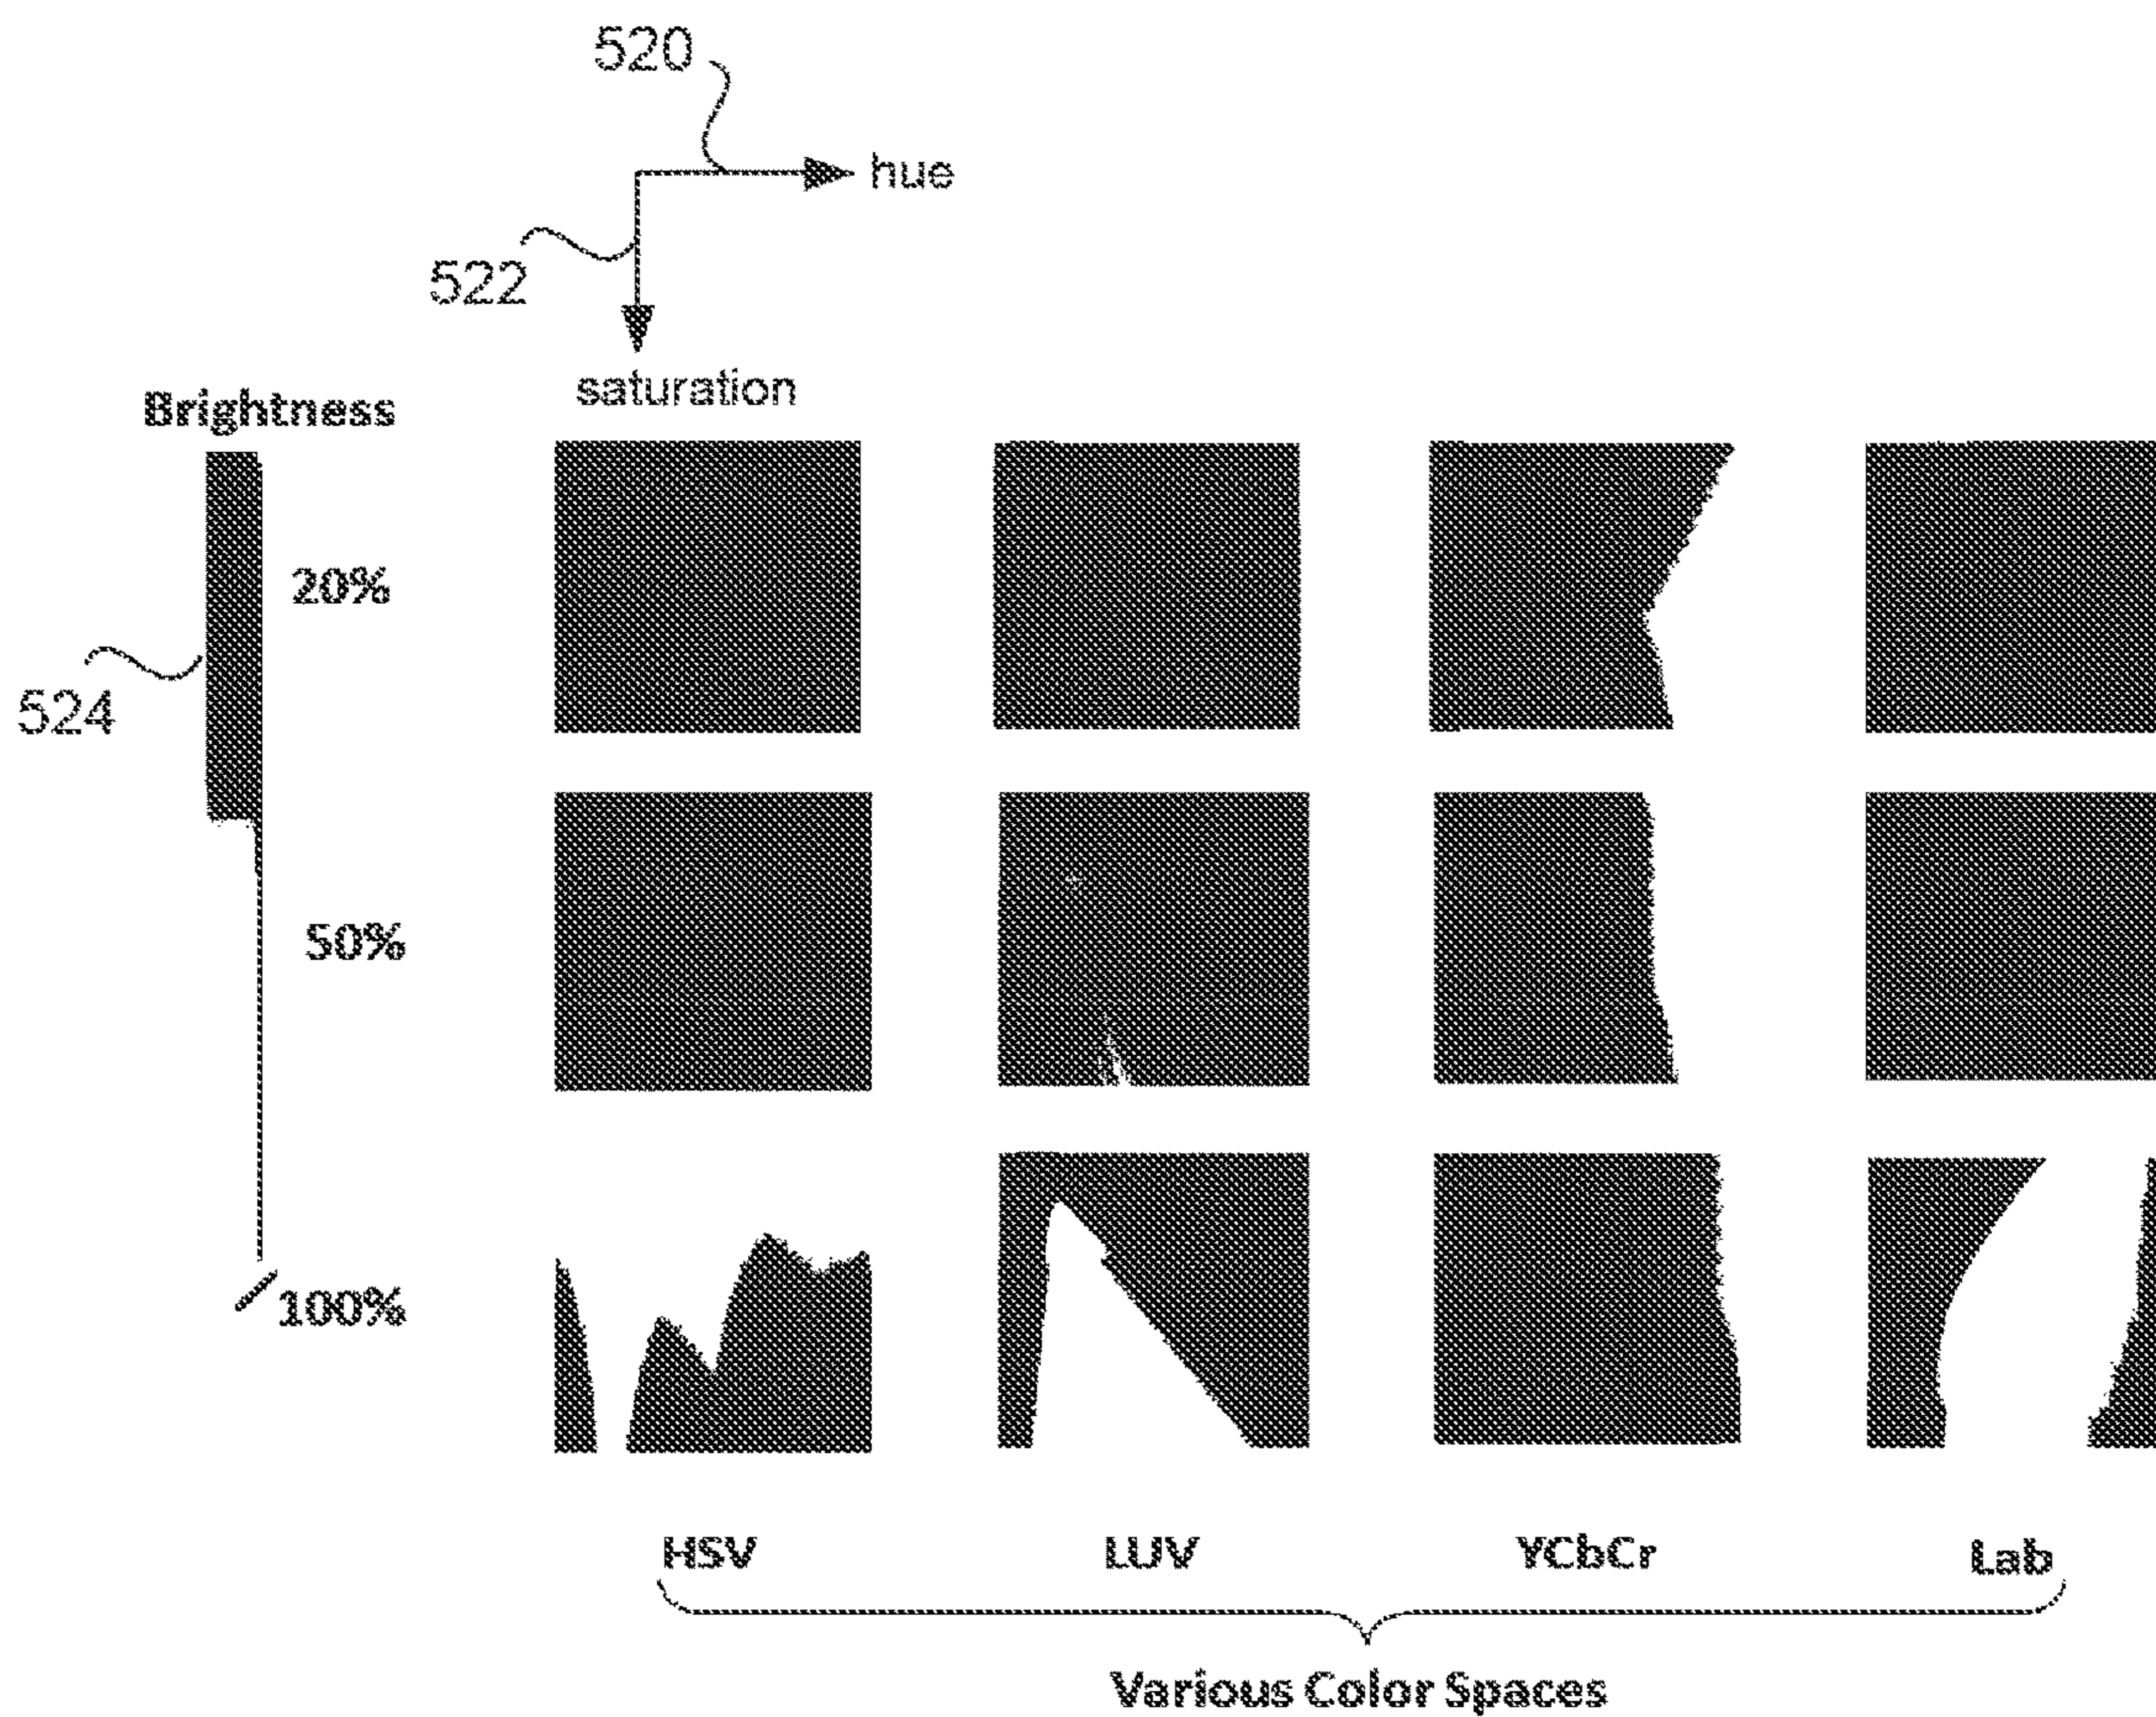 520
hue
522
saturation
Brightness
20%
524
50%
100%
HSV LUV YCbCr Lab
Various Color Spaces